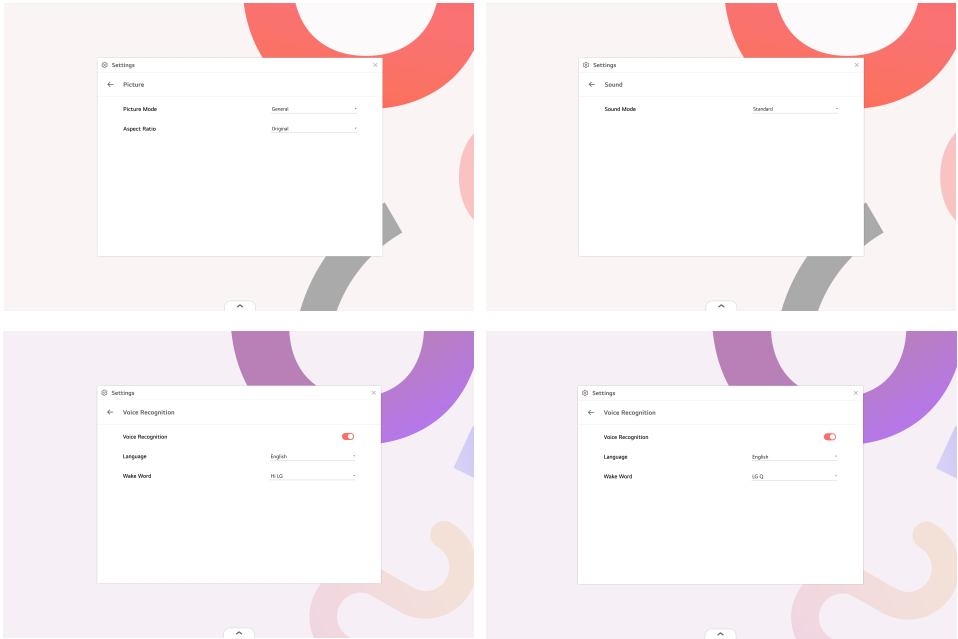 Settings
Picture
Picture Mode General
Aspect Ratio Original
Settings
Sound
Sound Mode Standard
Settings
Voice Recognition
Voice Recognition
Language English
Wake Word Hi LG
Settings
Voice Recognition
Voice Recognition
Language English
Wake Word LG Q